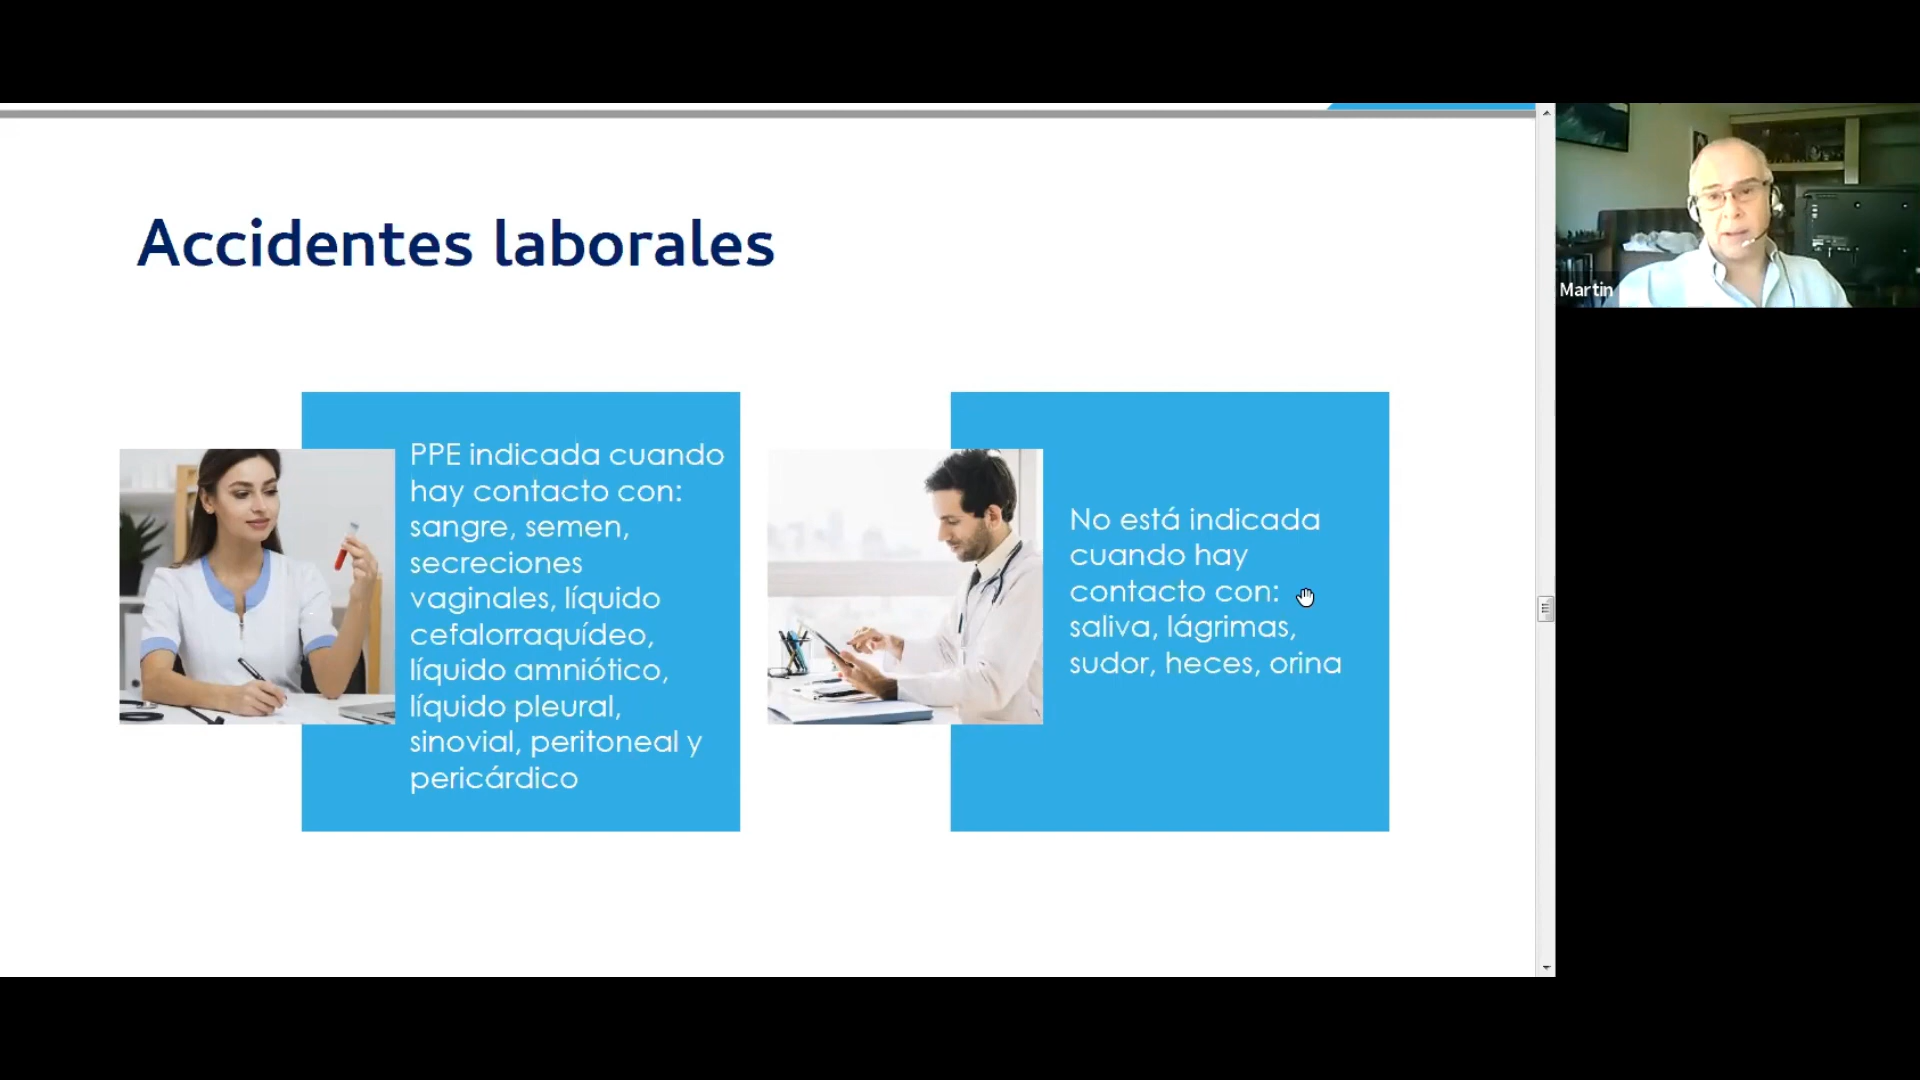 Accidentes laborales
PPE indicada cuando
hay contacto con:
sangre, semen,
secreciones
vaginales, líquido
cefalorraquídeo,
líquido amniótico,
líquido pleural,
sinovial, peritoneal y
pericárdico
No está indicada
cuando hay
contacto con:
saliva, lágrimas,
sudor, heces, orina
Martin